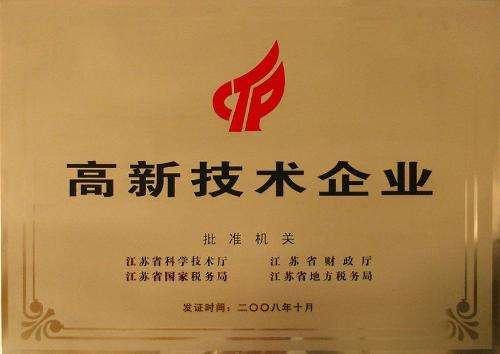 CTP
高新技术企业
批准机关
江苏省科学技术厅 江苏省财政厅
江苏省国家税务局 江苏省地方税务局
发证时间：二〇〇八年十月